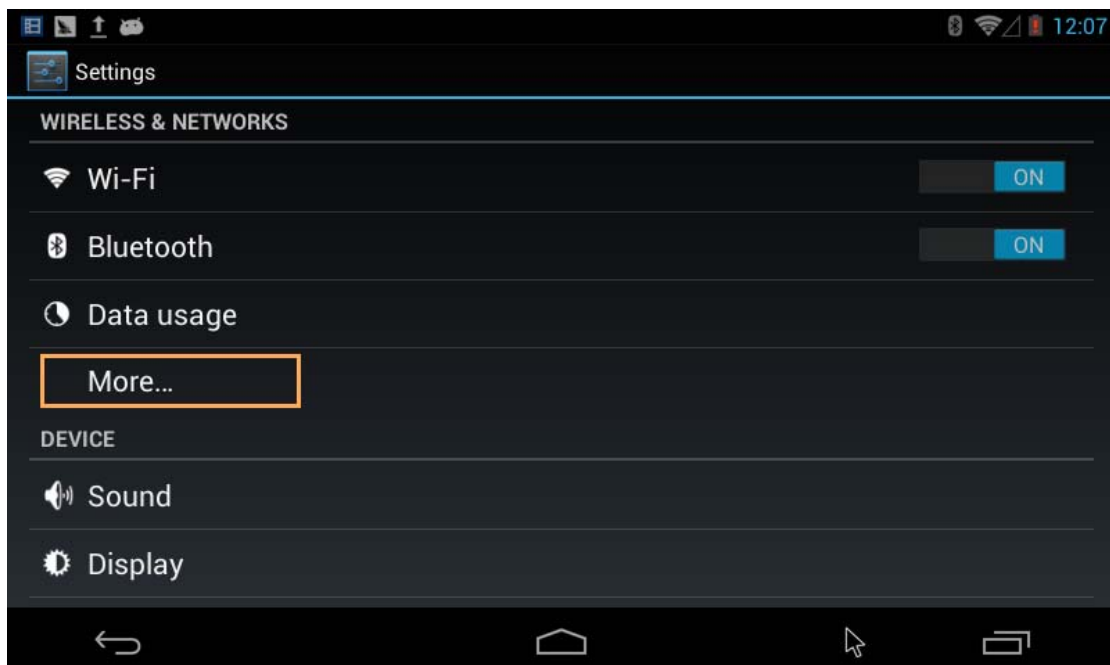 12:07
Settings
WIRELESS & NETWORKS
Wi-Fi ON
Bluetooth ON
Data usage
More...
DEVICE
Sound
Display